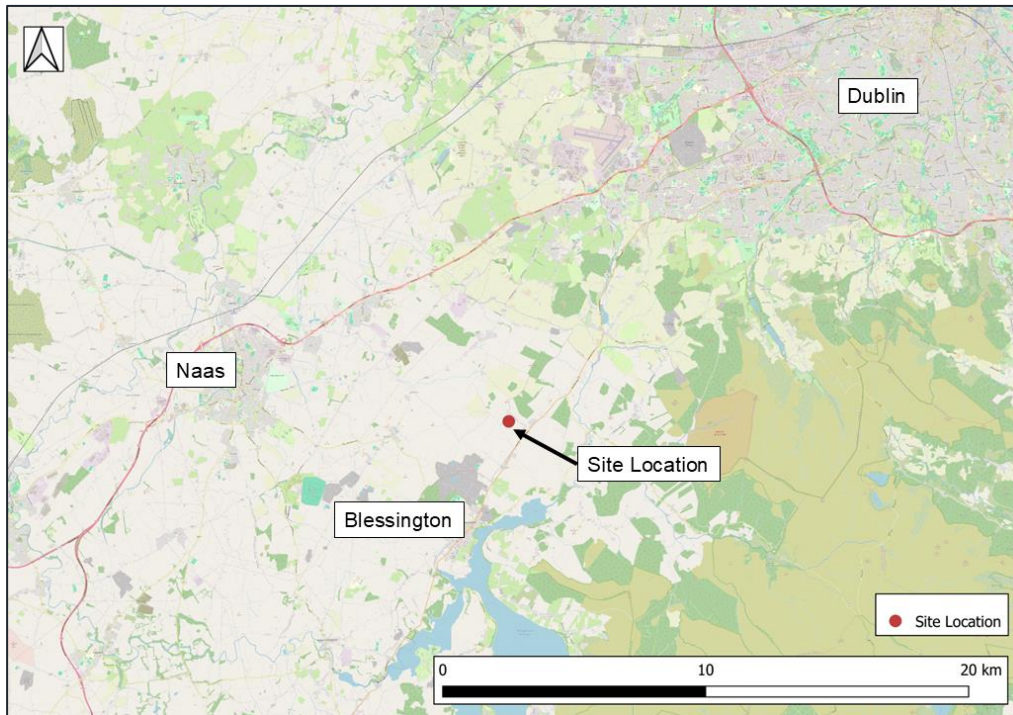 Dublin
Naas
Site Location
Blessington
Site Location
0 10 20 km